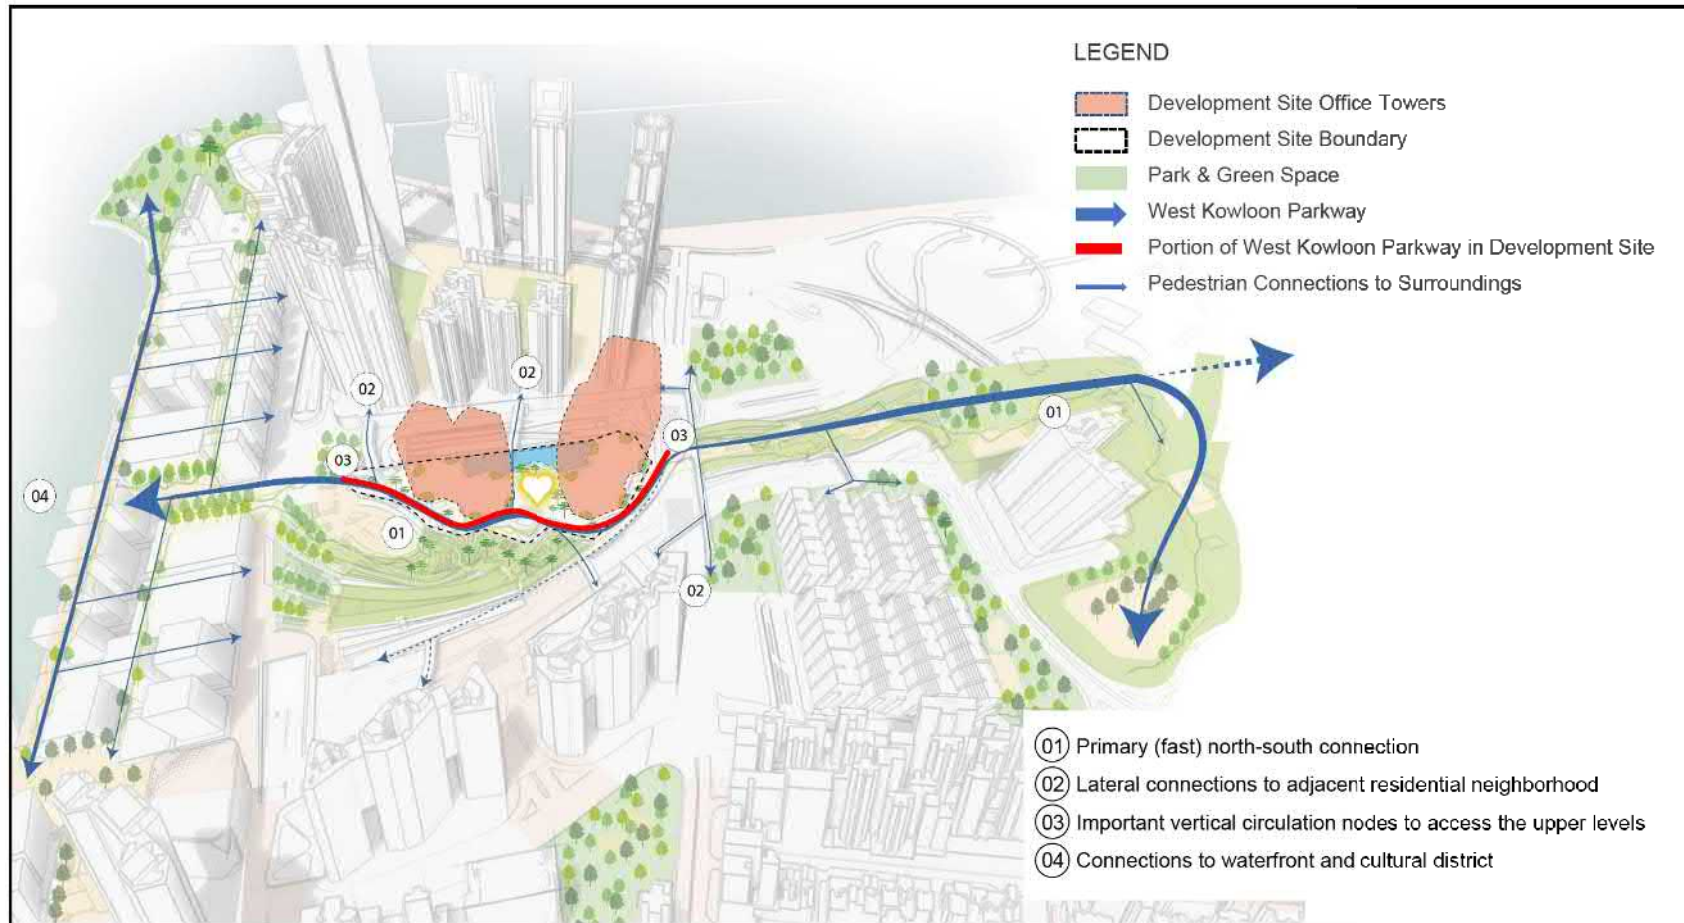 LEGEND
Development Site Office Towers
Development Site Boundary
Park & Green Space
West Kowloon Parkway
Portion of West Kowloon Parkway in Development Site
Pedestrian Connections to Surroundings
02
02
01
03
03
04
01
02
01 Primary (fast) north-south connection
02 Lateral connections to adjacent residential neighborhood
03 Important vertical circulation nodes to access the upper levels
04 Connections to waterfront and cultural district